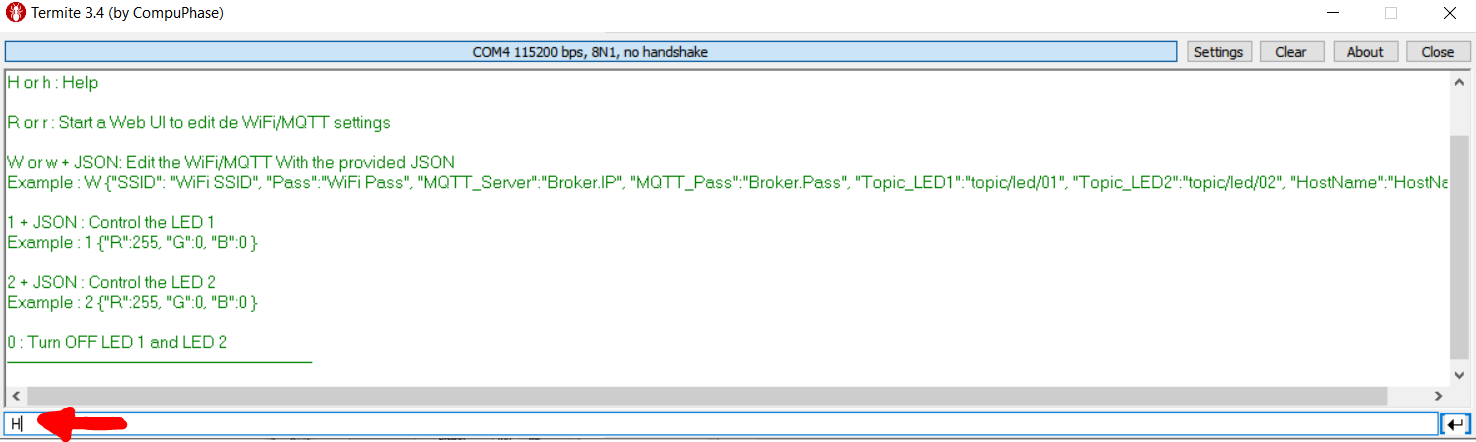 Termite 3.4 (by CompuPhase)
COM4 115200 bps, 8N1, no handshake
Settings
Clear
About
Close
H or h : Help
R or r : Start a Web UI to edit de WiFi/MQTT settings
W or w + JSON: Edit the WiFi/MQTT With the provided JSON
Example : W {"SSID": "WiFi SSID", "Pass":"WiFi Pass", "MQTT_Server":"Broker.IP", "MQTT_Pass":"Broker.Pass", "Topic_LED1":"topic/led/01", "Topic_LED2":"topic/led/02", "HostName":"HostNa
1 + JSON : Control the LED 1
Example : 1 {"R":255, "G":0, "B":0 }
2 + JSON : Control the LED 2
Example : 2 {"R":255, "G":0, "B":0 }
0 : Turn OFF LED 1 and LED 2
H